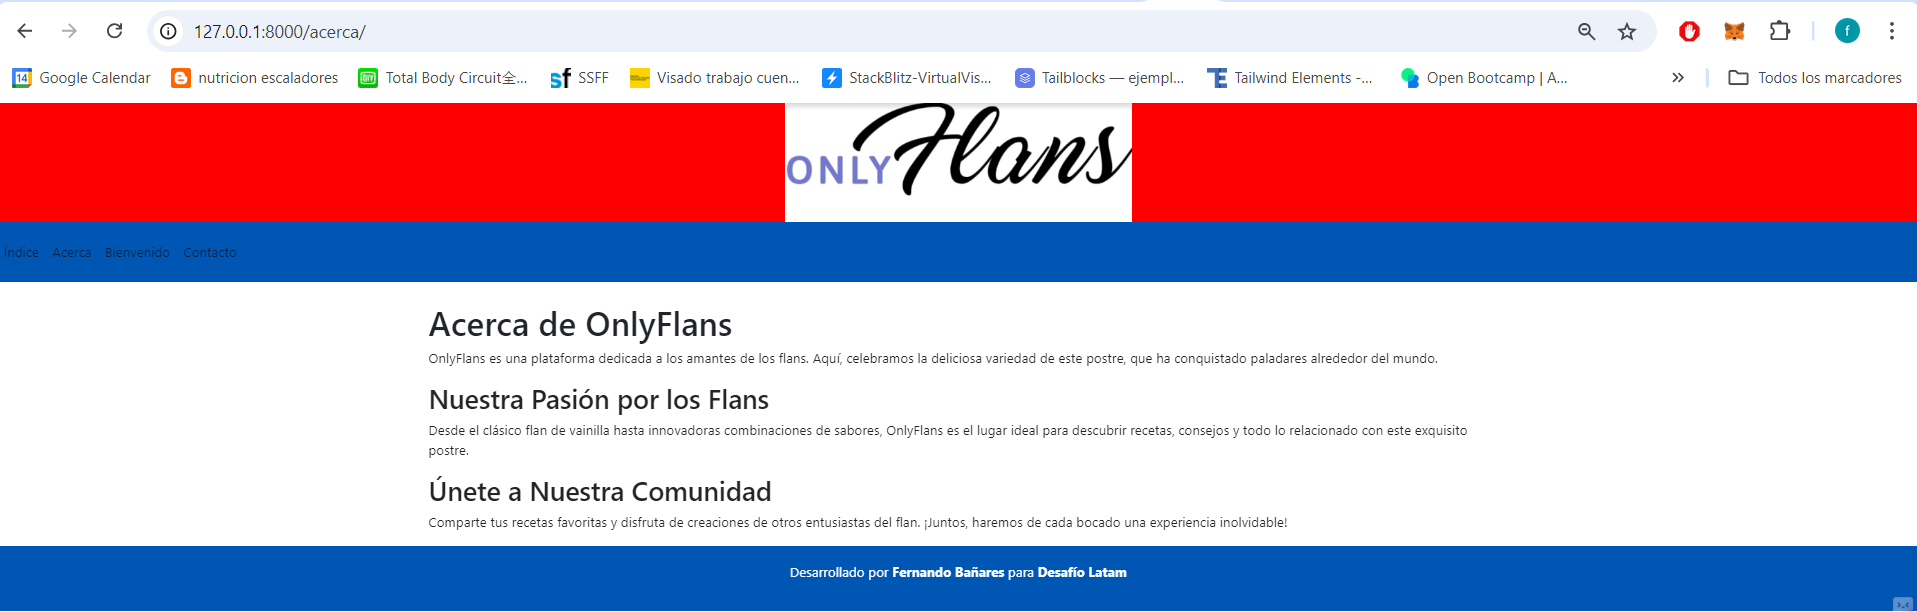 127.0.0.1:8000/acerca/
f
14 Google Calendar nutricion escaladores DIY Total Body Circuit全... sf SSFF Visado trabajo cuen... StackBlitz-VirtualVis... Tailblocks — ejempl... TE Tailwind Elements -... Open Bootcamp | A... » Todos los marcadores
ONLY Flans
Índice Acerca Bienvenido Contacto
Acerca de OnlyFlans
OnlyFlans es una plataforma dedicada a los amantes de los flans. Aquí, celebramos la deliciosa variedad de este postre, que ha conquistado paladares alrededor del mundo.
Nuestra Pasión por los Flans
Desde el clásico flan de vainilla hasta innovadoras combinaciones de sabores, OnlyFlans es el lugar ideal para descubrir recetas, consejos y todo lo relacionado con este exquisito
postre.
Únete a Nuestra Comunidad
Comparte tus recetas favoritas y disfruta de creaciones de otros entusiastas del flan. ¡Juntos, haremos de cada bocado una experiencia inolvidable!
Desarrollado por Fernando Bañares para Desafío Latam